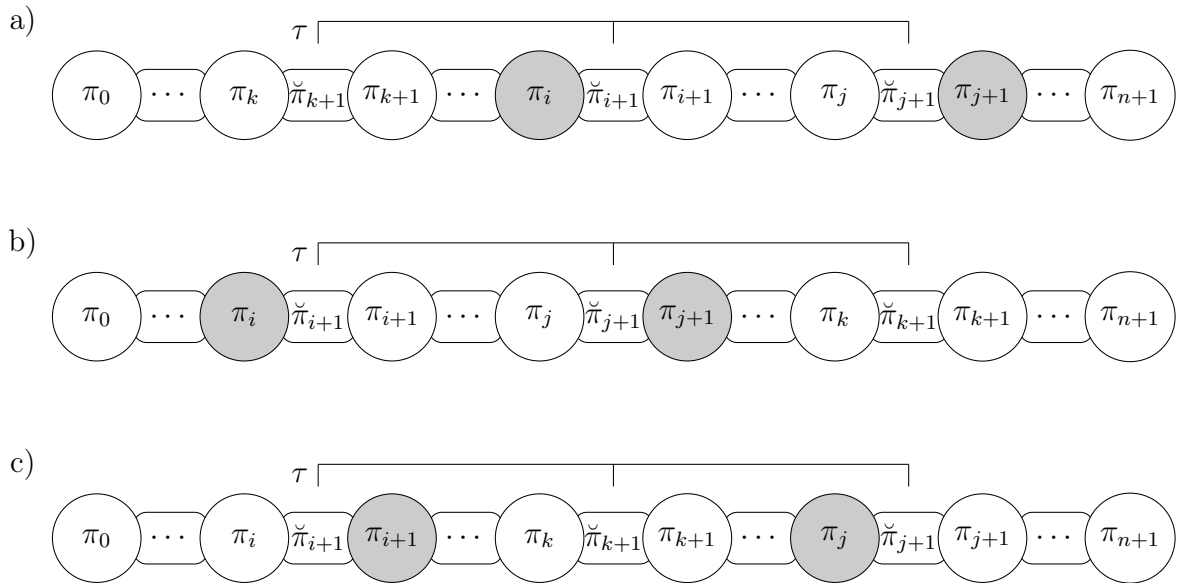 a) τ
π₀ ⋯ πₖ π̆ₖ₊₁ πₖ₊₁ ⋯ πᵢ π̆ᵢ₊₁ πᵢ₊₁ ⋯ πⱼ π̆ⱼ₊₁ πⱼ₊₁ ⋯ πₙ₊₁
b) τ
π₀ ⋯ πᵢ π̆ᵢ₊₁ πᵢ₊₁ ⋯ πⱼ π̆ⱼ₊₁ πⱼ₊₁ ⋯ πₖ π̆ₖ₊₁ πₖ₊₁ ⋯ πₙ₊₁
c) τ
π₀ ⋯ πᵢ π̆ᵢ₊₁ πᵢ₊₁ ⋯ πₖ π̆ₖ₊₁ πₖ₊₁ ⋯ πⱼ π̆ⱼ₊₁ πⱼ₊₁ ⋯ πₙ₊₁